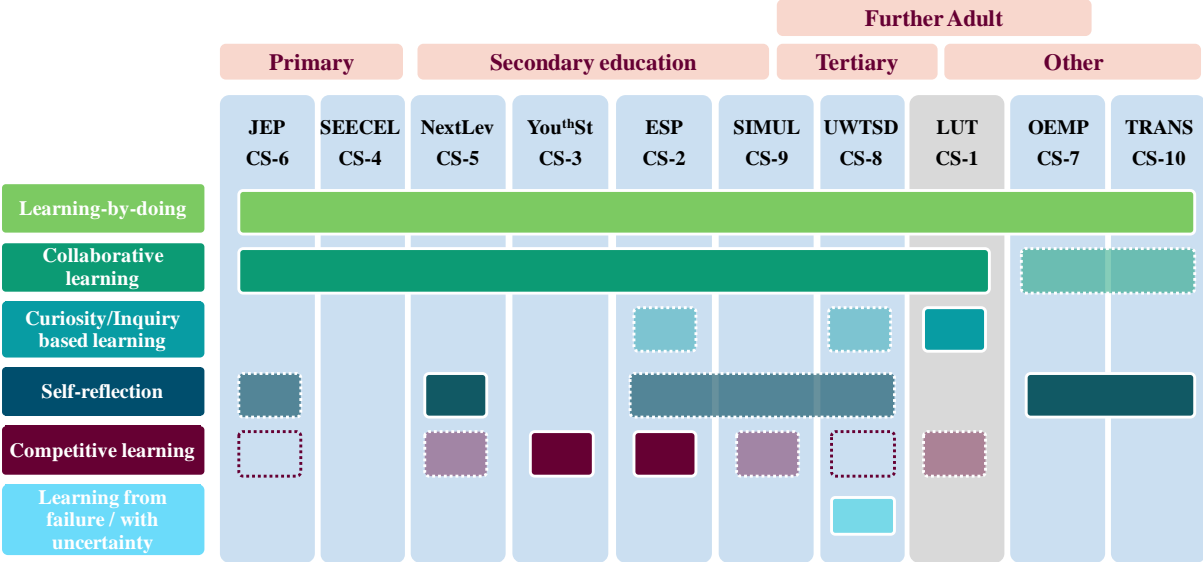 Further Adult
Primary
Secondary education
Tertiary
Other
JEP
CS-6
SEECEL
CS-4
NextLev
CS-5
YouthSt
CS-3
ESP
CS-2
SIMUL
CS-9
UWTSD
CS-8
LUT
CS-1
OEMP
CS-7
TRANS
CS-10
Learning-by-doing
Collaborative
learning
Curiosity/Inquiry
based learning
Self-reflection
Competitive learning
Learning from
failure / with
uncertainty